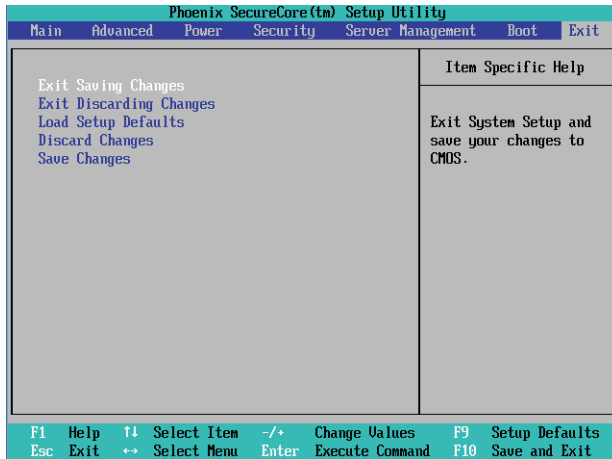 Phoenix SecureCore(tm) Setup Utility
Main Advanced Power Security Server Management Boot Exit
Item Specific Help
Exit Saving Changes
Exit Discarding Changes
Load Setup Defaults
Discard Changes
Save Changes
Exit System Setup and
save your changes to
CMOS.
F1 Help ↑↓ Select Item -/+ Change Values F9 Setup Defaults
Esc Exit ↔ Select Menu Enter Execute Command F10 Save and Exit